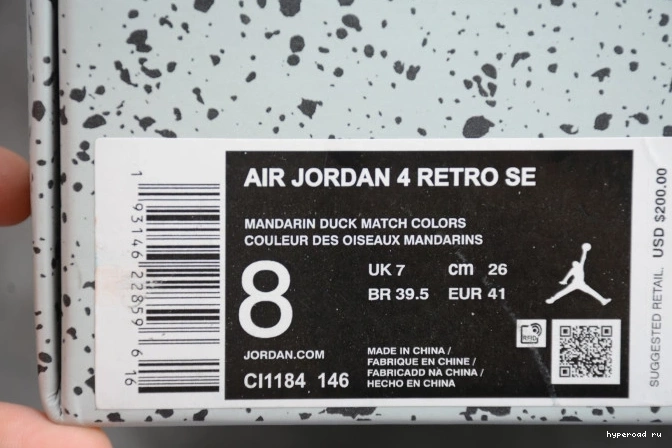 AIR JORDAN 4 RETRO SE
MANDARIN DUCK MATCH COLORS
COULEUR DES OISEAUX MANDARINS
8
UK 7 cm 26
BR 39.5 EUR 41
JORDAN.COM
CI1184 146
MADE IN CHINA /
FABRIQUE EN CHINE /
FABRICADO NA CHINA /
HECHO EN CHINA
RFID
1 93146 22859 6 16
SUGGESTED RETAIL USD $200.00
hyperoad ru